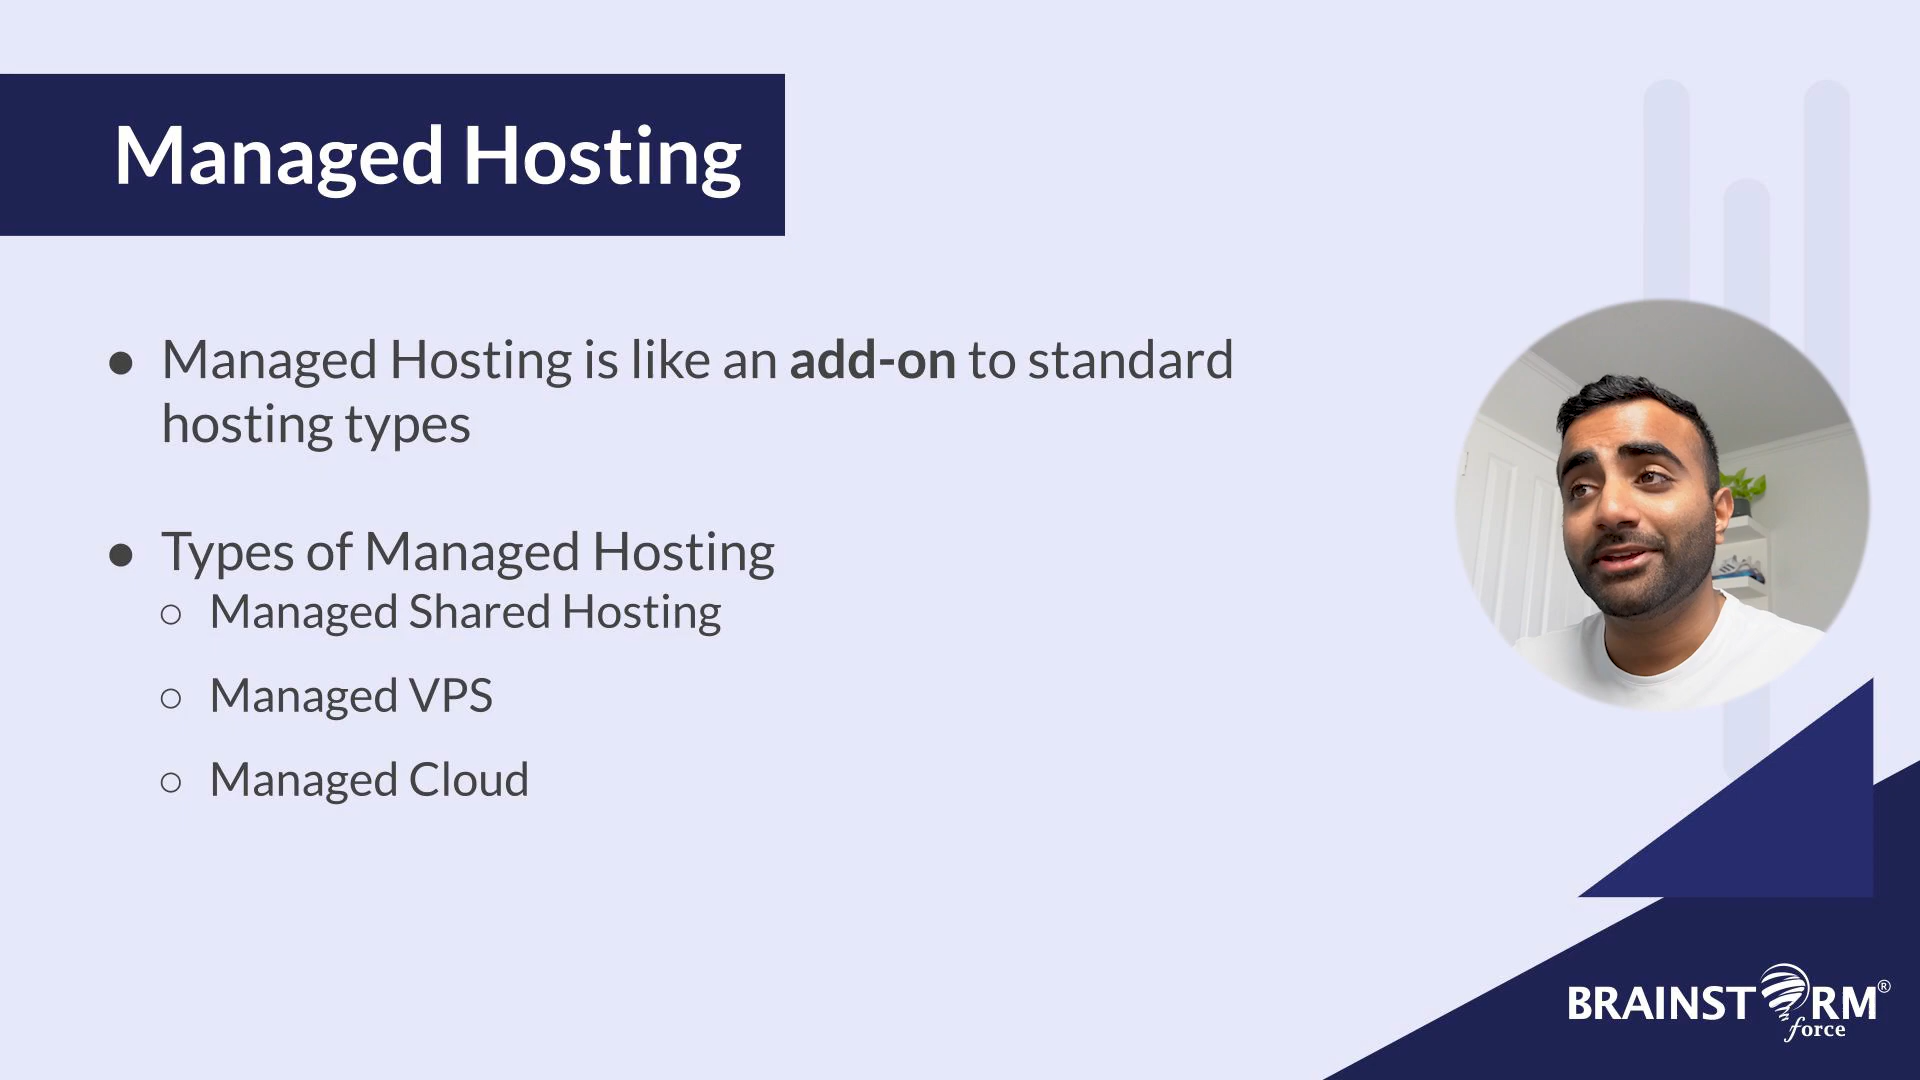 Managed Hosting
● Managed Hosting is like an add-on to standard
hosting types
● Types of Managed Hosting
○ Managed Shared Hosting
○ Managed VPS
○ Managed Cloud
BRAINSTORM®
force